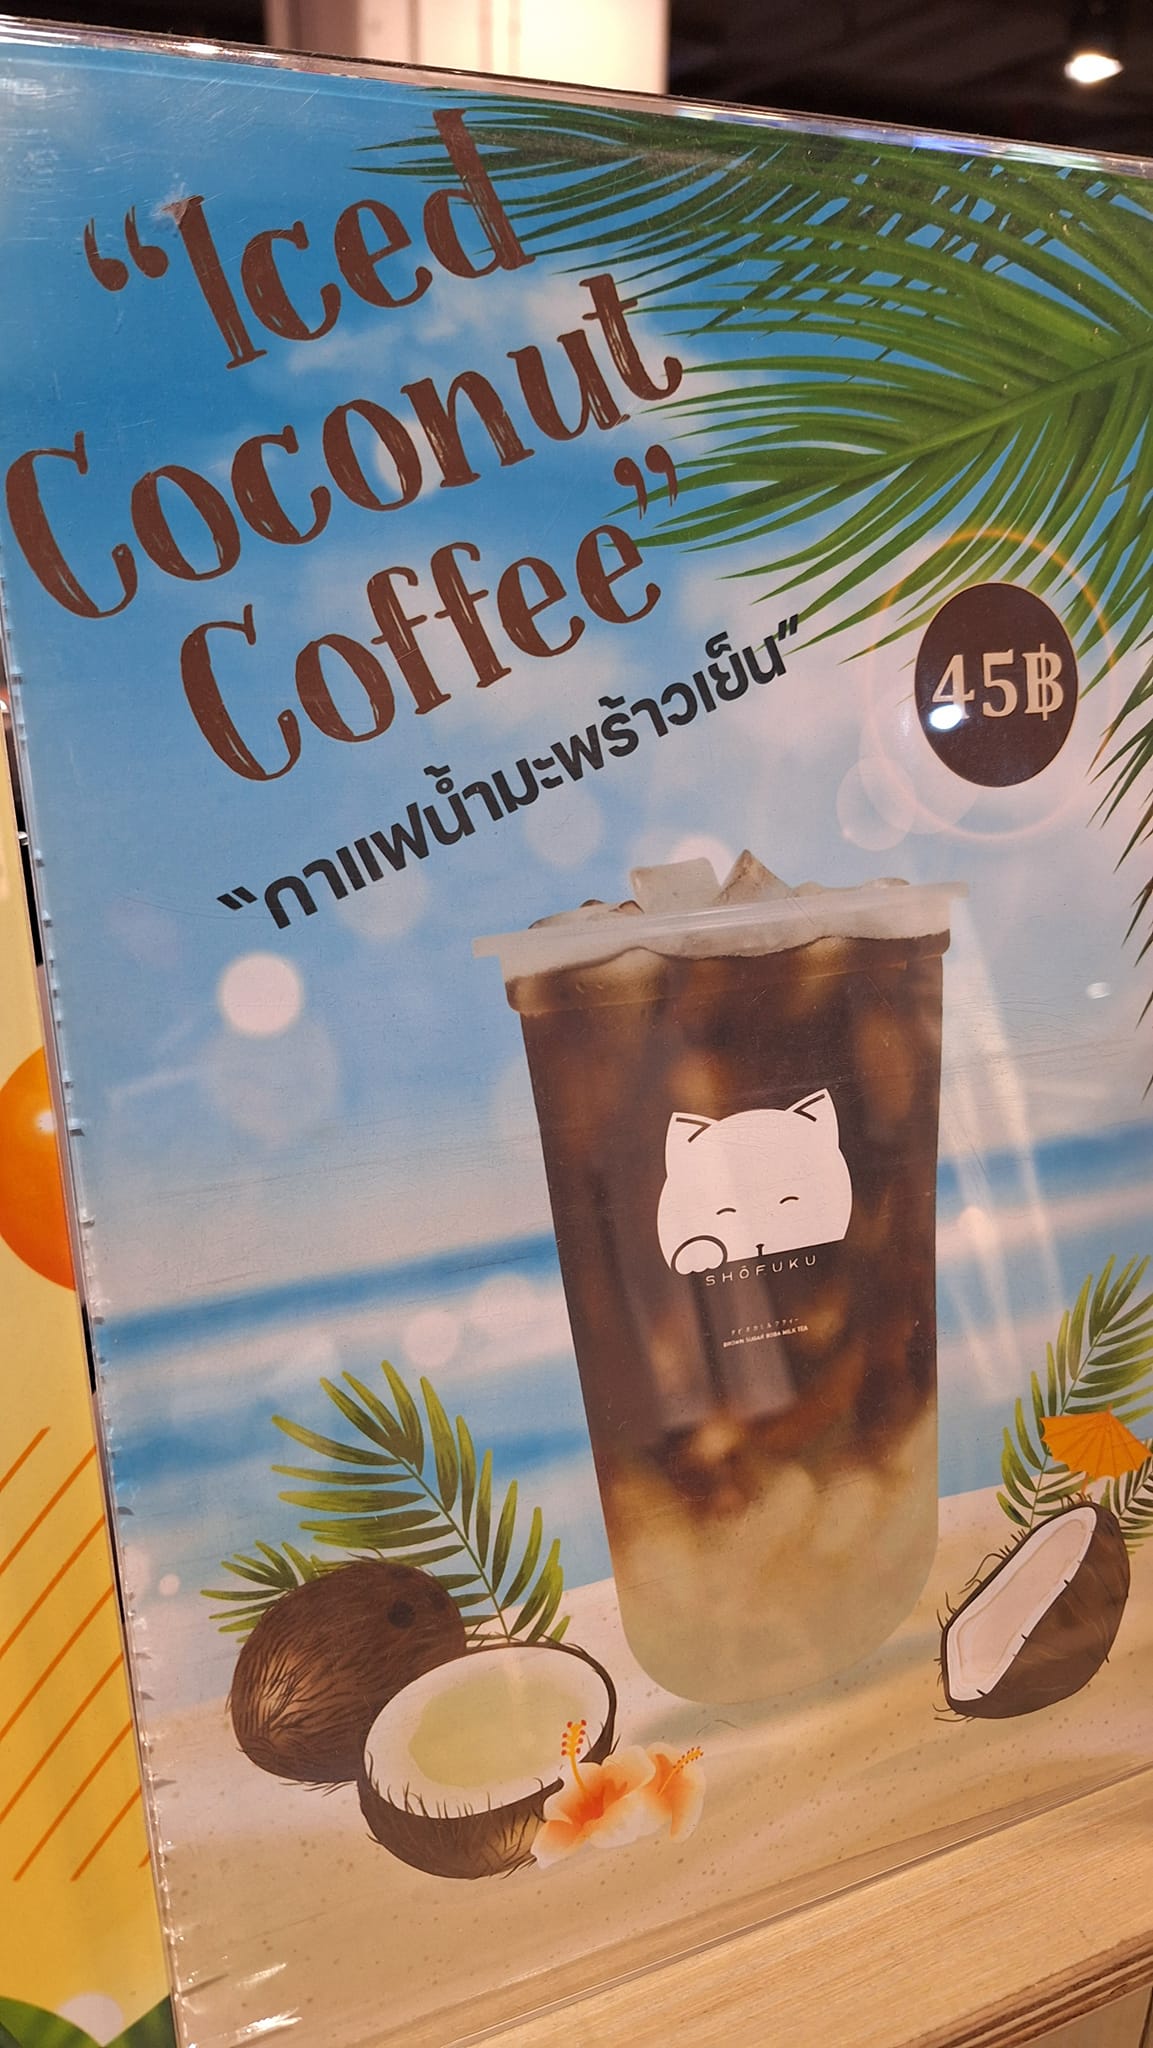 “Iced
Coconut
Coffee”
“กาแฟน้ำมะพร้าวเย็น”
45฿
SHŌFUKU
BROWN SUGAR BOBA MILK TEA